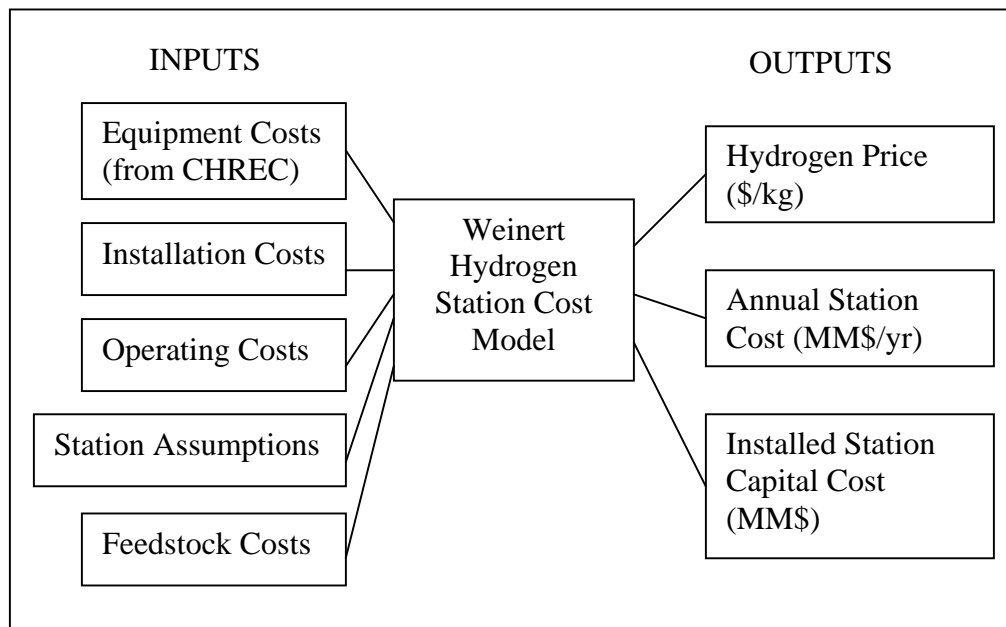 INPUTS
Equipment Costs
(from CHREC)
Installation Costs
Operating Costs
Station Assumptions
Feedstock Costs
Weinert
Hydrogen
Station Cost
Model
OUTPUTS
Hydrogen Price
($/kg)
Annual Station
Cost (MM$/yr)
Installed Station
Capital Cost
(MM$)